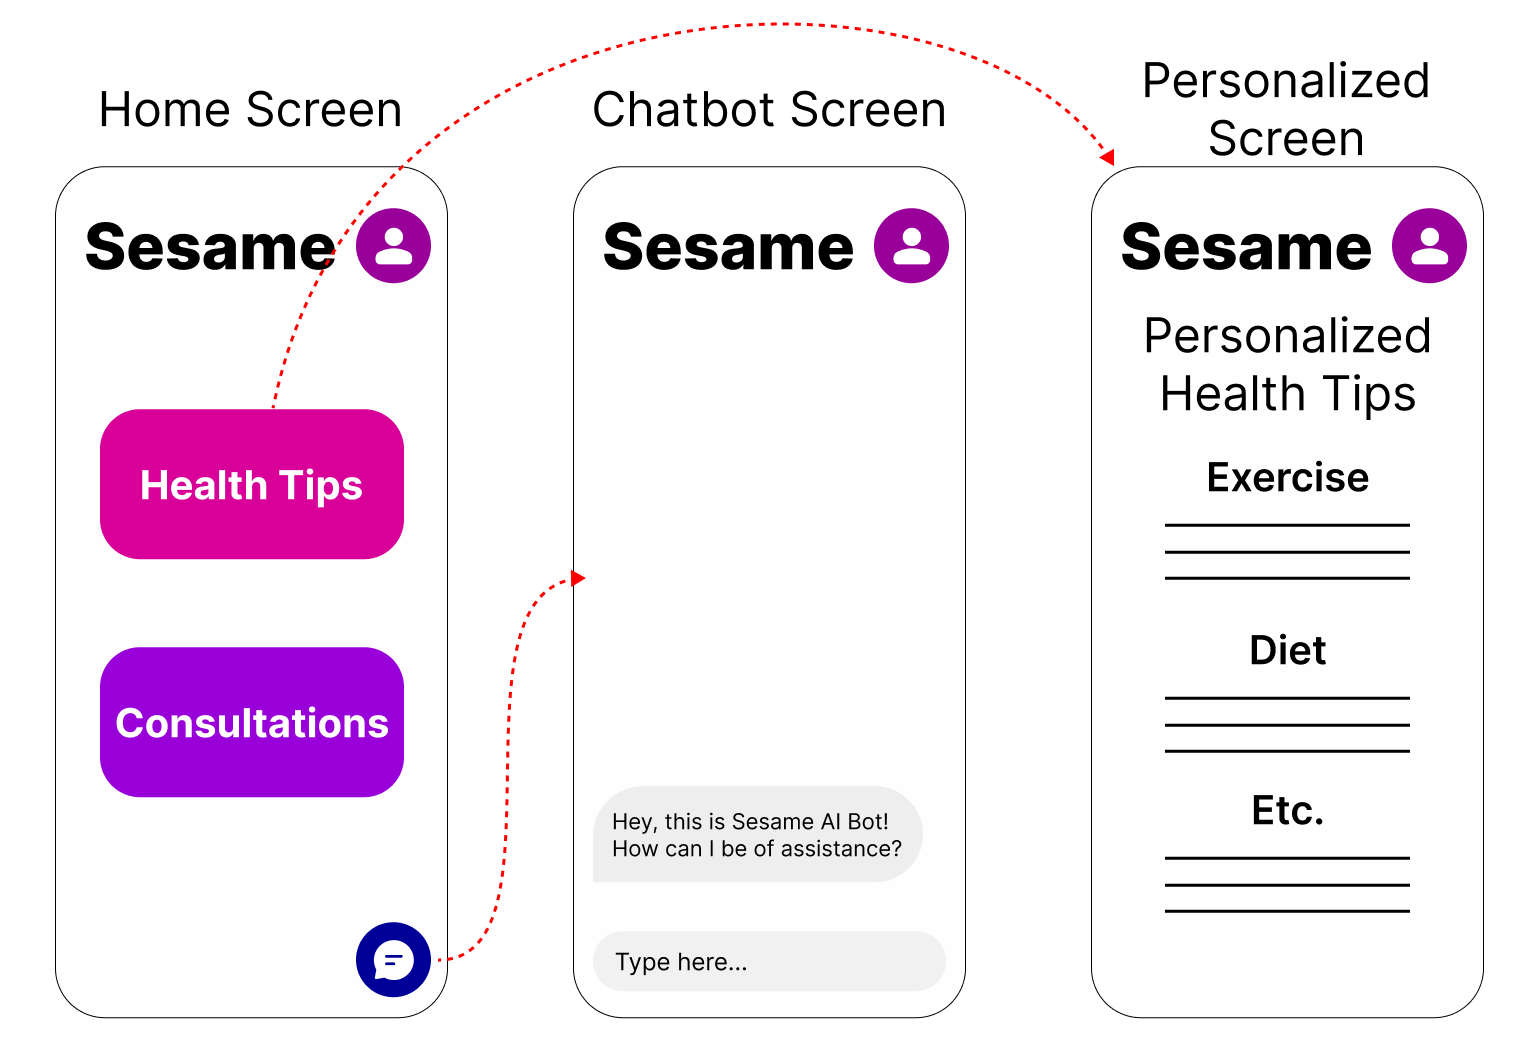 Home Screen
Sesame
Health Tips
Consultations
Chatbot Screen
Sesame
Hey, this is Sesame AI Bot!
How can I be of assistance?
Type here...
Personalized
Screen
Sesame
Personalized
Health Tips
Exercise
Diet
Etc.